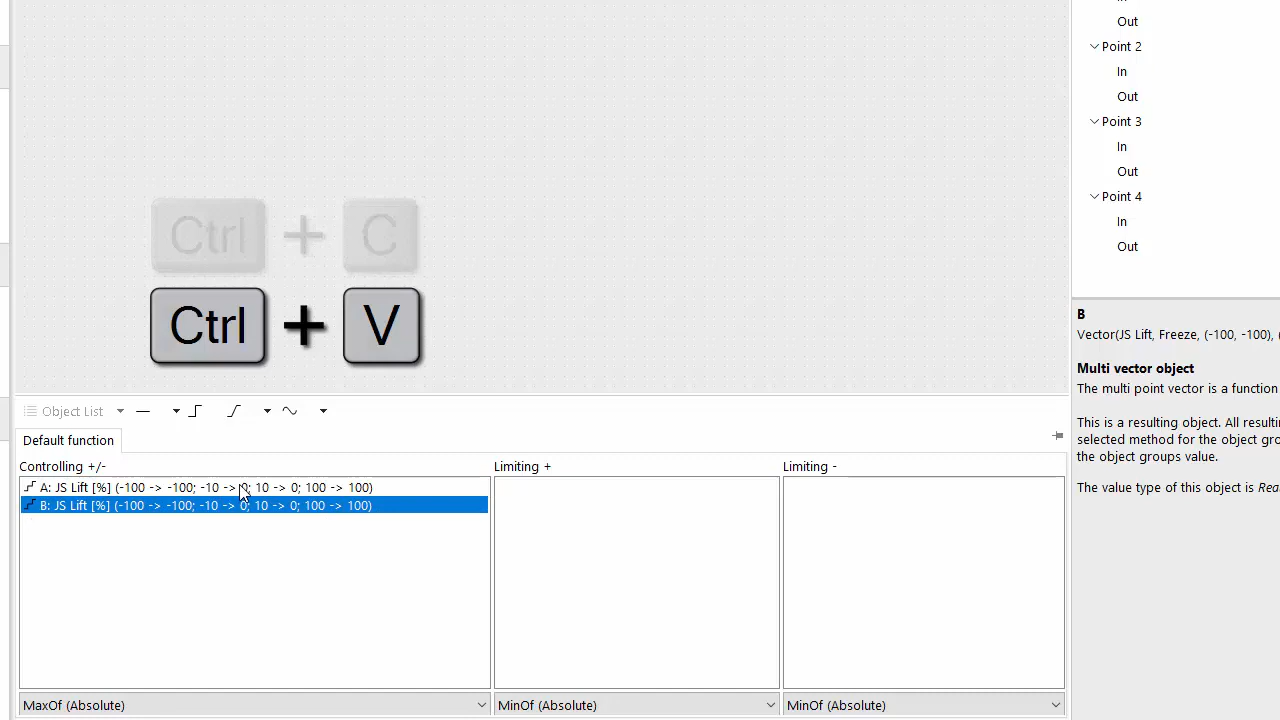 Out
Point 2
In
Out
Point 3
In
Out
Point 4
In
Out
Ctrl + C
Ctrl + V
B
Vector(JS Lift, Freeze, (-100, -100), (
Multi vector object
The multi point vector is a function
This is a resulting object. All resulti
selected method for the object gro
the object groups value.
The value type of this object is Rea
Object List
Default function
Controlling +/-
Limiting +
Limiting -
A: JS Lift [%] (-100 -> -100; -10 -> 0; 10 -> 0; 100 -> 100)
B: JS Lift [%] (-100 -> -100; -10 -> 0; 10 -> 0; 100 -> 100)
MaxOf (Absolute)
MinOf (Absolute)
MinOf (Absolute)